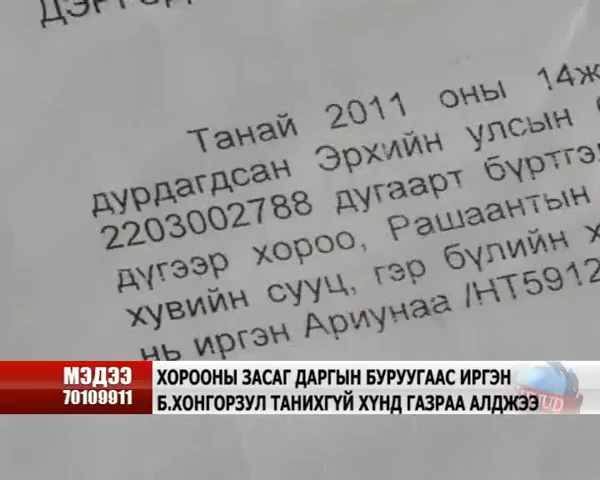 Танай 2011 оны 14ж
дурдагдсан Эрхийн улсын
2203002788 дугаарт бүртгэ
дүгээр хороо, Рашаантын
хувийн сууц, гэр бүлийн х
нь иргэн Ариунаа /НТ5912
МЭДЭЭ
70109911
ХОРООНЫ ЗАСАГ ДАРГЫН БУРУУГААС ИРГЭН
Б.ХОНГОРЗУЛ ТАНИХГҮЙ ХҮНД ГАЗРАА АЛДЖЭЭ